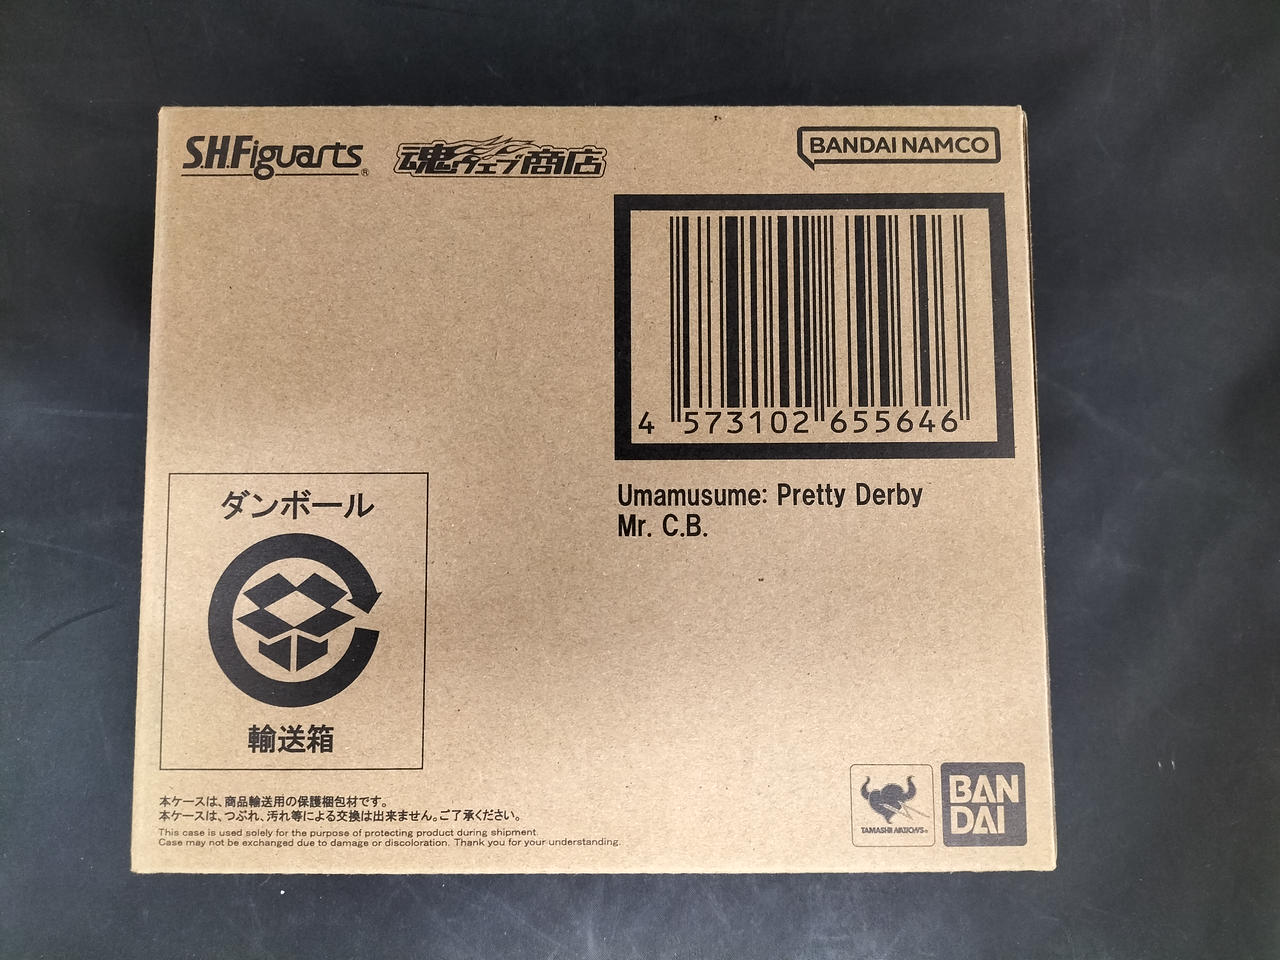 S.H.Figuarts®
魂ウェブ商店
BANDAI NAMCO
4 573102 655646
Umamusume: Pretty Derby
Mr. C.B.
ダンボール
輸送箱
本ケースは、商品輸送用の保護梱包材です。
本ケースは、つぶれ、汚れ等による交換は出来ません。ご了承ください。
This case is used solely for the purpose of protecting product during shipment.
Case may not be exchanged due to damage or discoloration. Thank you for your understanding.
TAMASHII NATIONS®
BAN
DAI